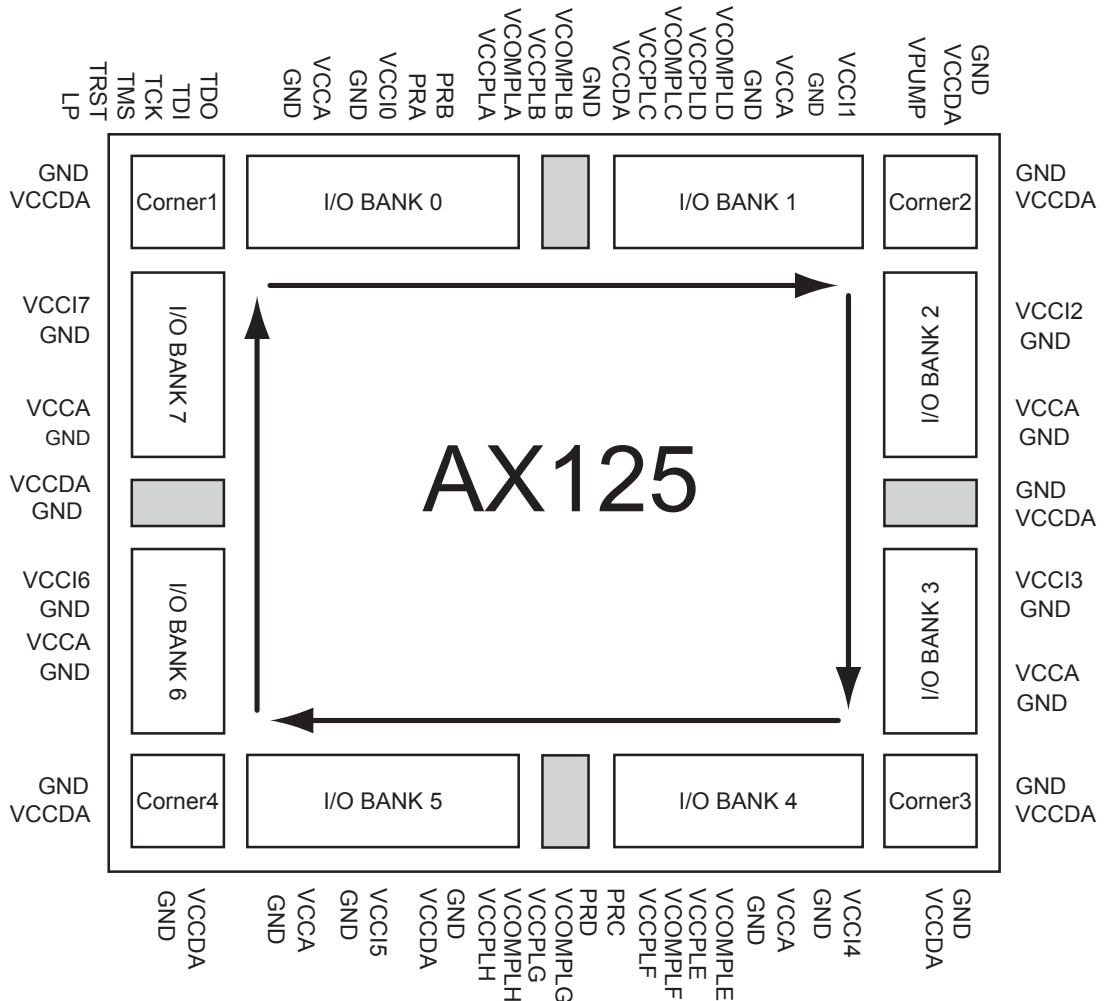 LP
TRST
TMS
TCK
TDI
TDO
GND
VCCA
GND
VCCI0
PRA
PRB
VCCPLA
VCOMPLA
VCCPLB
VCOMPLB
GND
VCCDA
VCCPLC
VCOMPLC
VCCPLD
VCOMPLD
GND
VCCA
GND
VCCI1
VPUMP
VCCDA
GND
GND
VCCDA
Corner1
I/O BANK 0
I/O BANK 1
Corner2
GND
VCCDA
VCCI7
GND
VCCA
GND
I/O BANK 7
I/O BANK 2
VCCI2
GND
VCCA
GND
AX125
VCCDA
GND
GND
VCCDA
VCCI6
GND
VCCA
GND
I/O BANK 6
I/O BANK 3
VCCI3
GND
VCCA
GND
GND
VCCDA
Corner4
I/O BANK 5
I/O BANK 4
Corner3
GND
VCCDA
GND
VCCDA
GND
VCCA
GND
VCCI5
VCCDA
GND
VCCPLH
VCOMPLH
VCCPLG
VCOMPLG
PRD
PRC
VCCPLF
VCOMPLF
VCCPLE
VCOMPLE
GND
VCCA
GND
VCCI4
VCCDA
GND